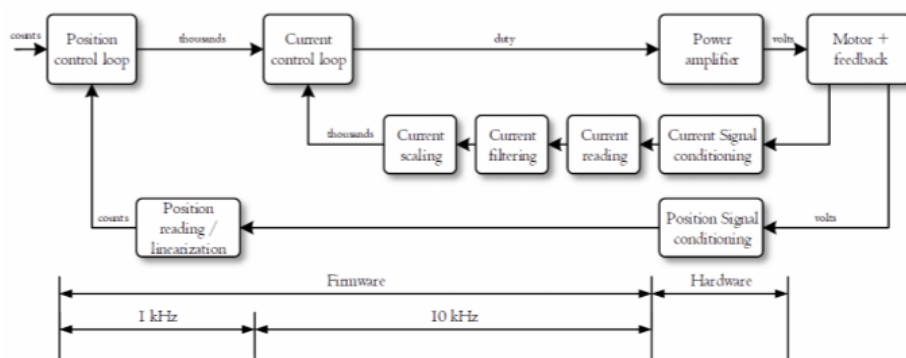 counts
Position
control loop
thousands
Current
control loop
duty
Power
amplifier
volts
Motor +
feedback
thousands
Current
scaling
Current
filtering
Current
reading
Current Signal
conditioning
counts
Position
reading /
linearization
Position Signal
conditioning
volts
Firmware
Hardware
1 kHz
10 kHz